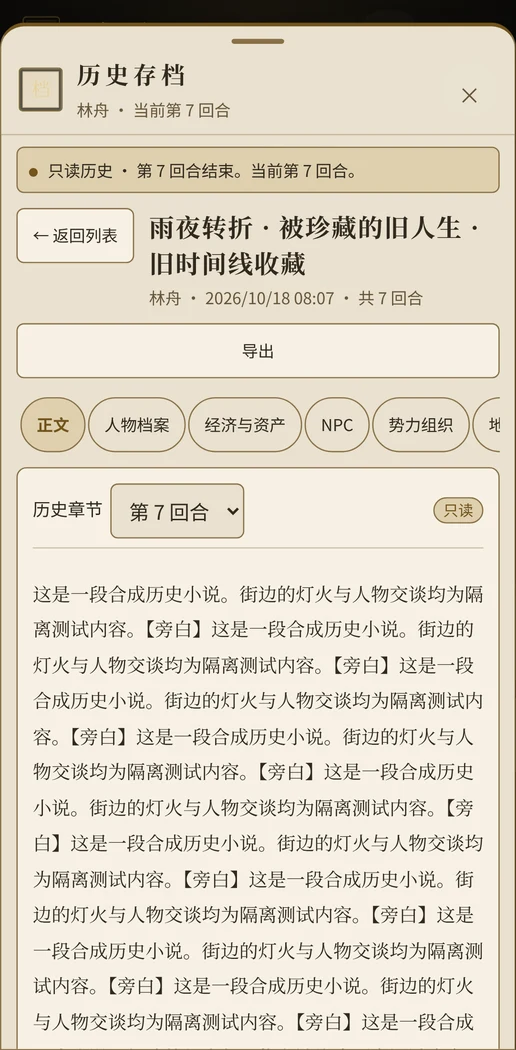 档
历史存档
林舟 · 当前第 7 回合
只读历史 · 第 7 回合结束。当前第 7 回合。
← 返回列表
雨夜转折 · 被珍藏的旧人生 ·
旧时间线收藏
林舟 · 2026/10/18 08:07 · 共 7 回合
导出
正文 人物档案 经济与资产 NPC 势力组织 地
历史章节 第 7 回合 只读
这是一段合成历史小说。街边的灯火与人物交谈均为隔
离测试内容。【旁白】这是一段合成历史小说。街边的
灯火与人物交谈均为隔离测试内容。【旁白】这是一段
合成历史小说。街边的灯火与人物交谈均为隔离测试内
容。【旁白】这是一段合成历史小说。街边的灯火与人
物交谈均为隔离测试内容。【旁白】这是一段合成历史
小说。街边的灯火与人物交谈均为隔离测试内容。【旁
白】这是一段合成历史小说。街边的灯火与人物交谈均
为隔离测试内容。【旁白】这是一段合成历史小说。街
边的灯火与人物交谈均为隔离测试内容。【旁白】这是
一段合成历史小说。街边的灯火与人物交谈均为隔离测
试内容。【旁白】这是一段合成历史小说。街边的灯火
与人物交谈均为隔离测试内容。【旁白】这是一段合成